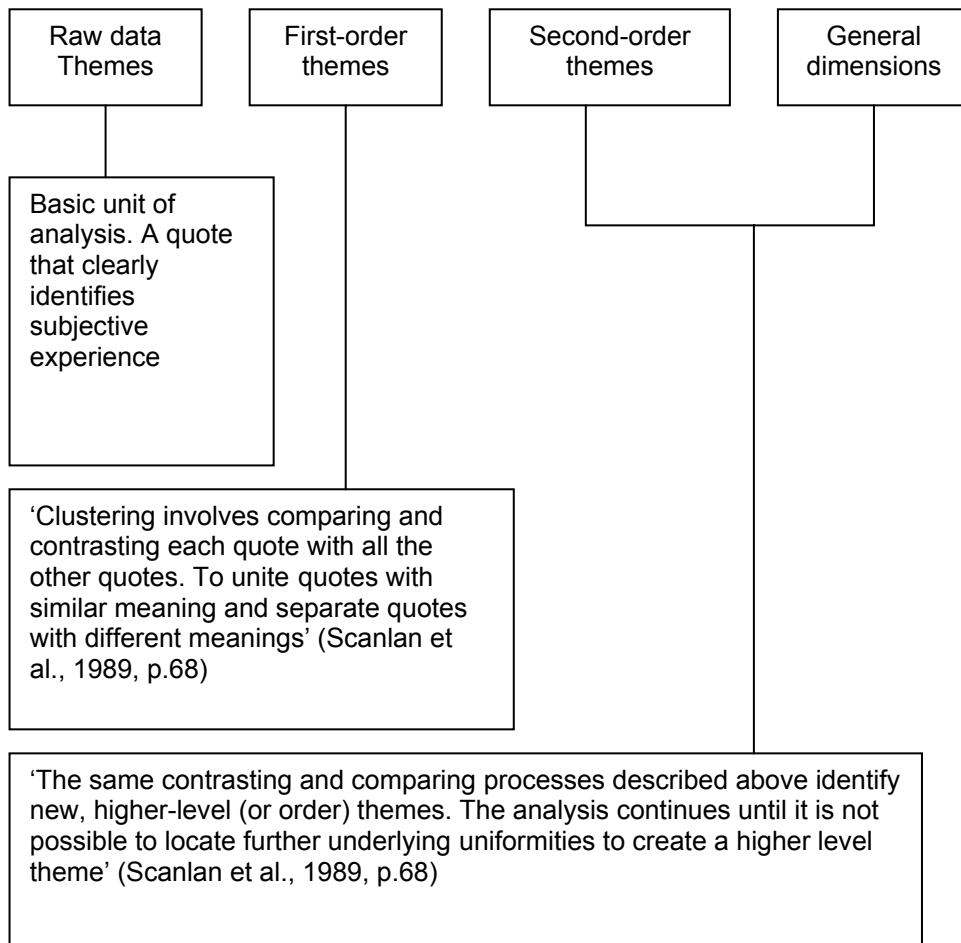 Raw data
Themes
First-order
themes
Second-order
themes
General
dimensions
Basic unit of
analysis. A quote
that clearly
identifies
subjective
experience
‘Clustering involves comparing and
contrasting each quote with all the
other quotes. To unite quotes with
similar meaning and separate quotes
with different meanings’ (Scanlan et
al., 1989, p.68)
‘The same contrasting and comparing processes described above identify
new, higher-level (or order) themes. The analysis continues until it is not
possible to locate further underlying uniformities to create a higher level
theme’ (Scanlan et al., 1989, p.68)